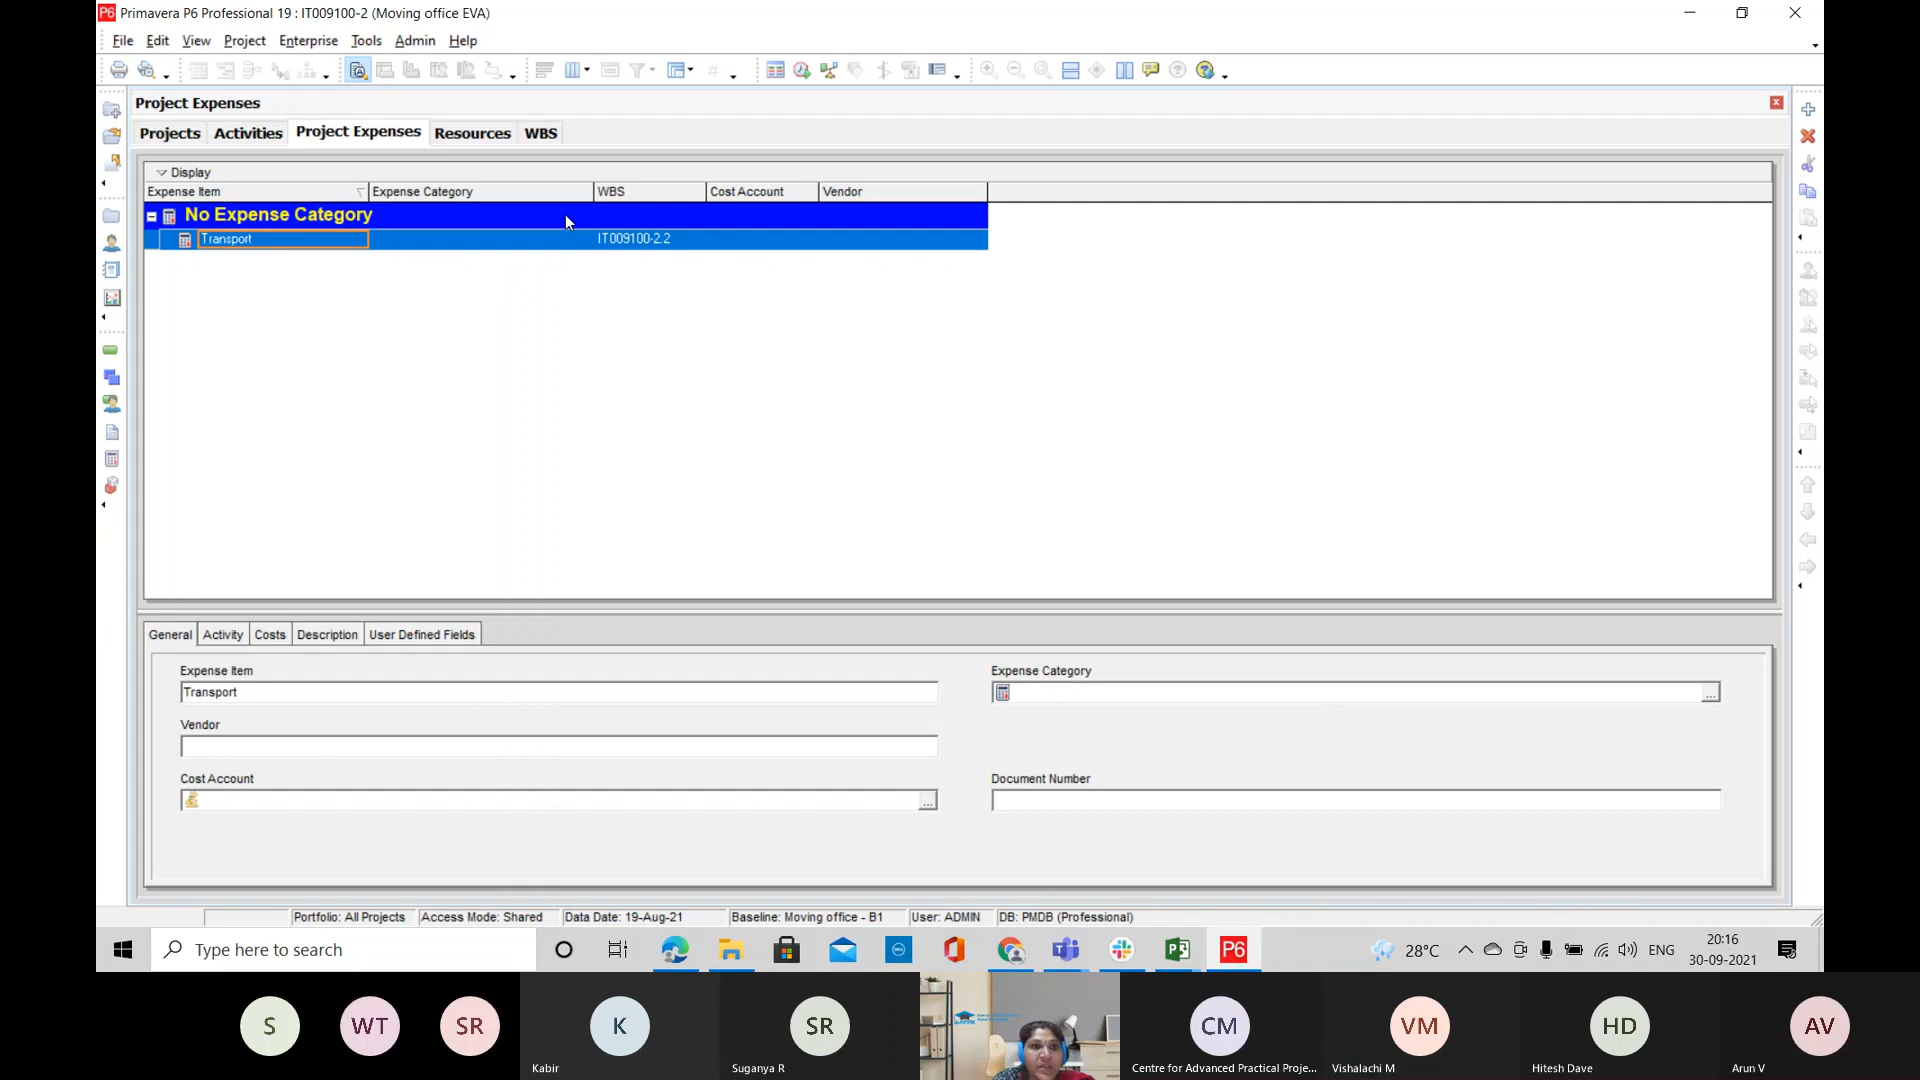 P6 Primavera P6 Professional 19 : IT009100-2 (Moving office EVA)
File Edit View Project Enterprise Tools Admin Help
Project Expenses
Projects Activities Project Expenses Resources WBS
Display
Expense Item Expense Category WBS Cost Account Vendor
No Expense Category
Transport IT009100-2.2
General Activity Costs Description User Defined Fields
Expense Item Expense Category
Transport
...
Vendor
Cost Account Document Number
...
Portfolio: All Projects Access Mode: Shared Data Date: 19-Aug-21 Baseline: Moving office - B1 User: ADMIN DB: PMDB (Professional)
Type here to search P6 28°C ENG 20:16
30-09-2021
S WT SR K SR CM VM HD AV
Kabir Suganya R Centre for Advanced Practical Proje... Vishalachi M Hitesh Dave Arun V